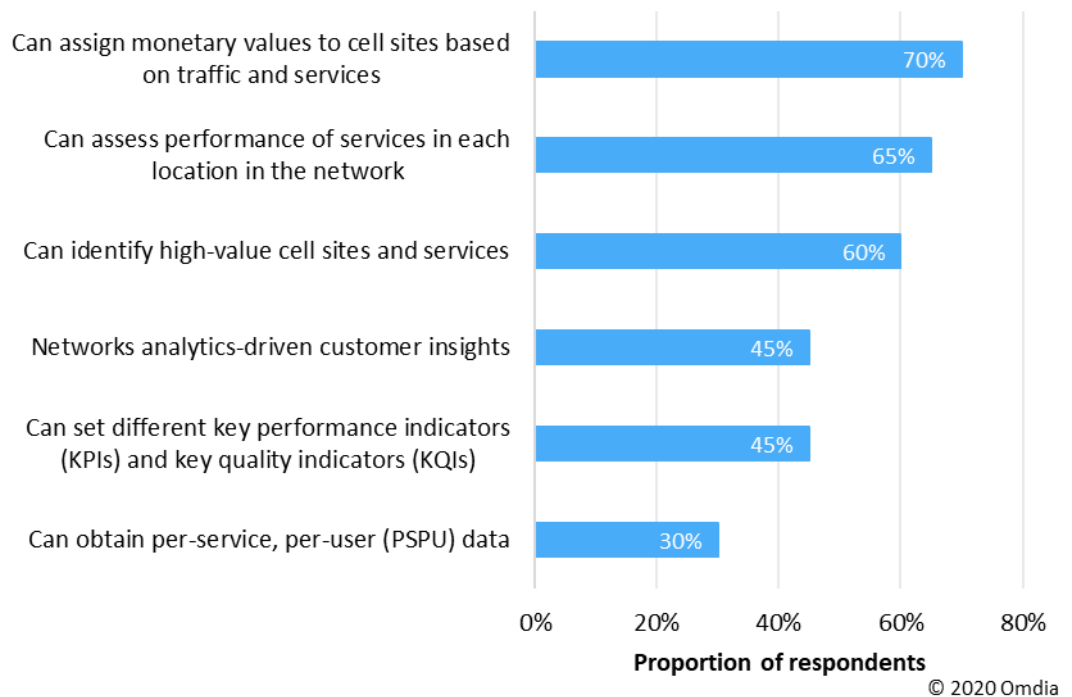 Can assign monetary values to cell sites based
on traffic and services
70%
Can assess performance of services in each
location in the network
65%
Can identify high-value cell sites and services
60%
Networks analytics-driven customer insights
45%
Can set different key performance indicators
(KPIs) and key quality indicators (KQIs)
45%
Can obtain per-service, per-user (PSPU) data
30%
0% 20% 40% 60% 80%
Proportion of respondents
© 2020 Omdia